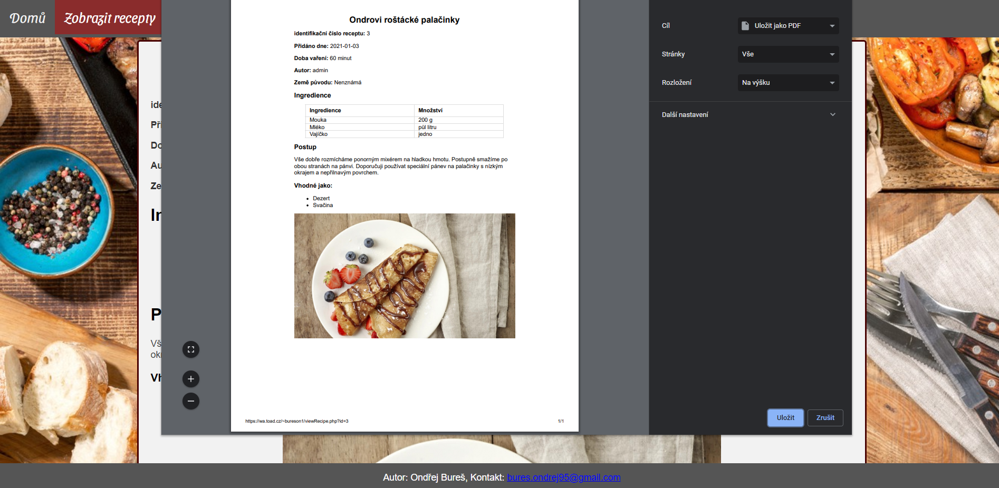 Domů
Zobrazit recepty
ide
Při
Do
Au
Ze
In
P
Vš
okr
Vh
Ondrovi roštácké palačinky
identifikační číslo receptu: 3
Přidáno dne: 2021-01-03
Doba vaření: 60 minut
Autor: admin
Země původu: Nenznámá
Ingredience
Ingredience Množství
Mouka 200 g
Mléko půl litru
Vajíčko jedno
Postup
Vše dobře rozmícháme ponorným mixérem na hladkou hmotu. Postupně smažíme po
obou stranách na pánvi. Doporučuji používat speciální pánev na palačinky s nízkým
okrajem a nepřilnavým povrchem.
Vhodné jako:
Dezert
Svačina
https://wa.toad.cz/~bureson1/viewRecipe.php?id=3 1/1
Cíl Uložit jako PDF
Stránky Vše
Rozložení Na výšku
Další nastavení
Uložit Zrušit
Autor: Ondřej Bureš, Kontakt: bures.ondrej95@gmail.com